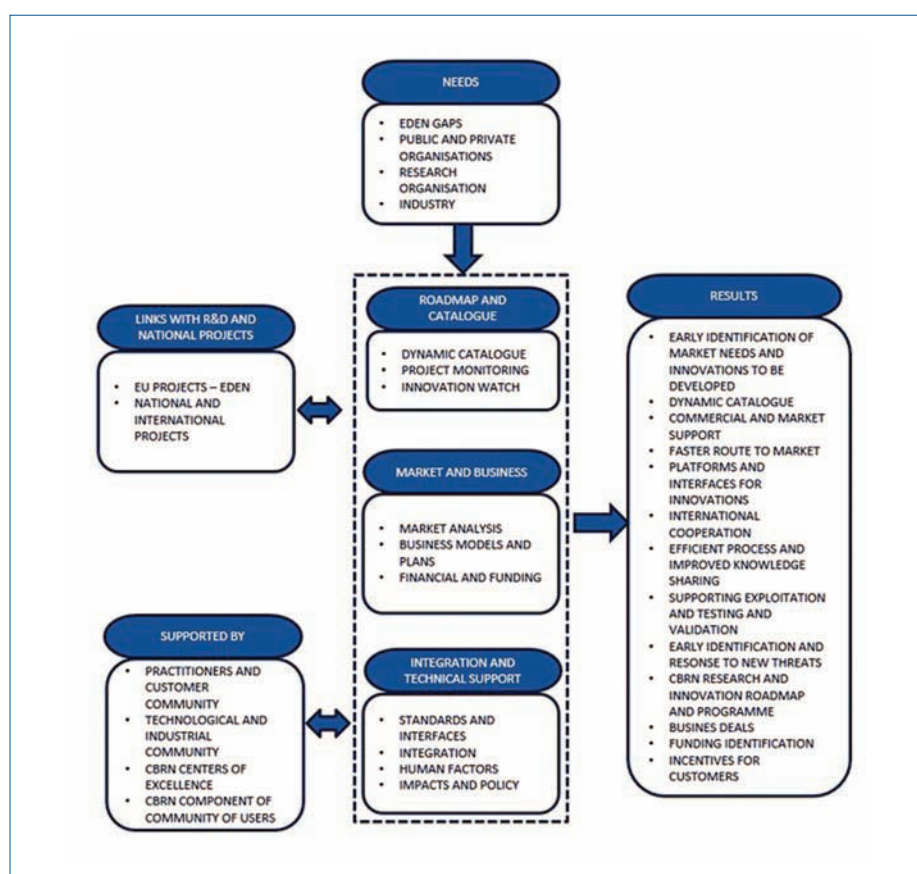 NEEDS
• EDEN GAPS
• PUBLIC AND PRIVATE
ORGANISATIONS
• RESEARCH
ORGANISATION
• INDUSTRY
LINKS WITH R&D AND
NATIONAL PROJECTS
• EU PROJECTS – EDEN
• NATIONAL AND
INTERNATIONAL
PROJECTS
ROADMAP AND
CATALOGUE
• DYNAMIC CATALOGUE
• PROJECT MONITORING
• INNOVATION WATCH
MARKET AND BUSINESS
• MARKET ANALYSIS
• BUSINESS MODELS AND
PLANS
• FINANCIAL AND FUNDING
SUPPORTED BY
• PRACTITIONERS AND
CUSTOMER
COMMUNITY
• TECHNOLOGICAL AND
INDUSTRIAL
COMMUNITY
• CBRN CENTERS OF
EXCELLENCE
• CBRN COMPONENT OF
COMMUNITY OF USERS
INTEGRATION AND
TECHNICAL SUPPORT
• STANDARDS AND
INTERFACES
• INTEGRATION
• HUMAN FACTORS
• IMPACTS AND POLICY
RESULTS
• EARLY IDENTIFICATION OF
MARKET NEEDS AND
INNOVATIONS TO BE
DEVELOPED
• DYNAMIC CATALOGUE
• COMMERCIAL AND MARKET
SUPPORT
• FASTER ROUTE TO MARKET
• PLATFORMS AND
INTERFACES FOR
INNOVATIONS
• INTERNATIONAL
COOPERATION
• EFFICIENT PROCESS AND
IMPROVED KNOWLEDGE
SHARING
• SUPPORTING EXPLOITATION
AND TESTING AND
VALIDATION
• EARLY IDENTIFICATION AND
RESONSE TO NEW THREATS
• CBRN RESEARCH AND
INNOVATION ROADMAP
AND PROGRAMME
• BUSINES DEALS
• FUNDING IDENTIFICATION
• INCENTIVES FOR
CUSTOMERS